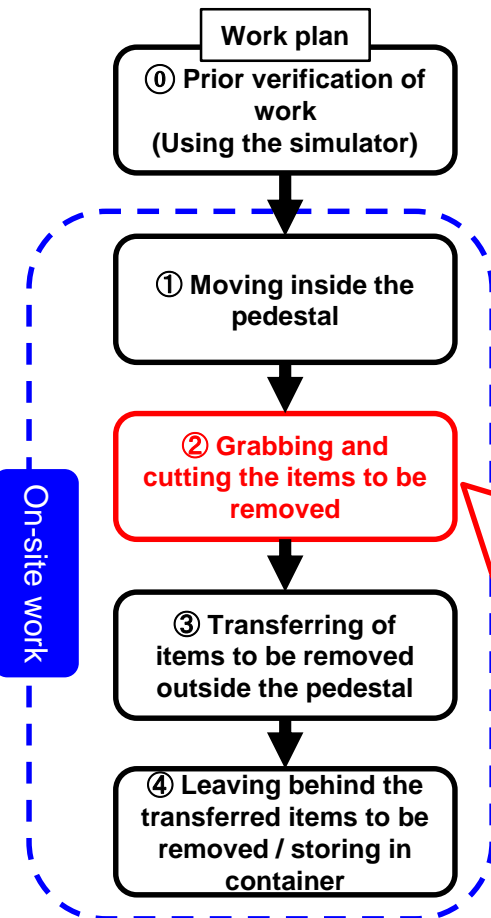 Work plan
⓪ Prior verification of
work
(Using the simulator)
① Moving inside the
pedestal
② Grabbing and
cutting the items to be
removed
On-site work
③ Transferring of
items to be removed
outside the pedestal
④ Leaving behind the
transferred items to be
removed / storing in
container